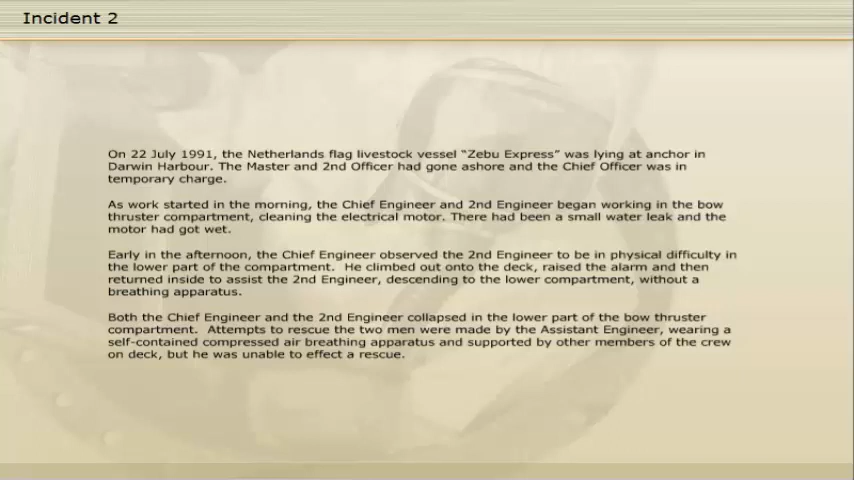 Incident 2
On 22 July 1991, the Netherlands flag livestock vessel “Zebu Express” was lying at anchor in
Darwin Harbour. The Master and 2nd Officer had gone ashore and the Chief Officer was in
temporary charge.
As work started in the morning, the Chief Engineer and 2nd Engineer began working in the bow
thruster compartment, cleaning the electrical motor. There had been a small water leak and the
motor had got wet.
Early in the afternoon, the Chief Engineer observed the 2nd Engineer to be in physical difficulty in
the lower part of the compartment.  He climbed out onto the deck, raised the alarm and then
returned inside to assist the 2nd Engineer, descending to the lower compartment, without a
breathing apparatus.
Both the Chief Engineer and the 2nd Engineer collapsed in the lower part of the bow thruster
compartment.  Attempts to rescue the two men were made by the Assistant Engineer, wearing a
self-contained compressed air breathing apparatus and supported by other members of the crew
on deck, but he was unable to effect a rescue.